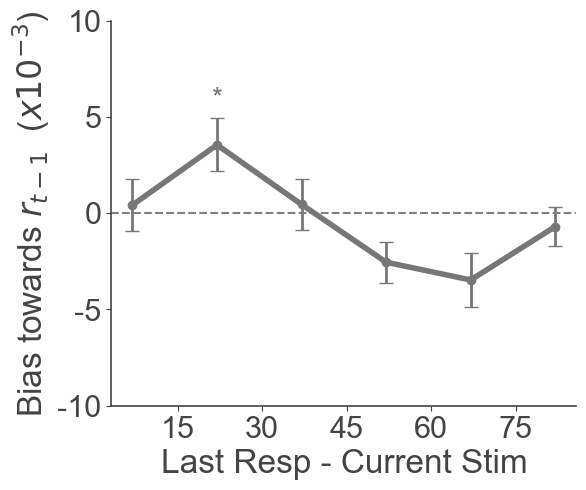 Bias towards r_{t-1} (x10^{-3})
10
5
0
-5
-10
*
15 30 45 60 75
Last Resp - Current Stim